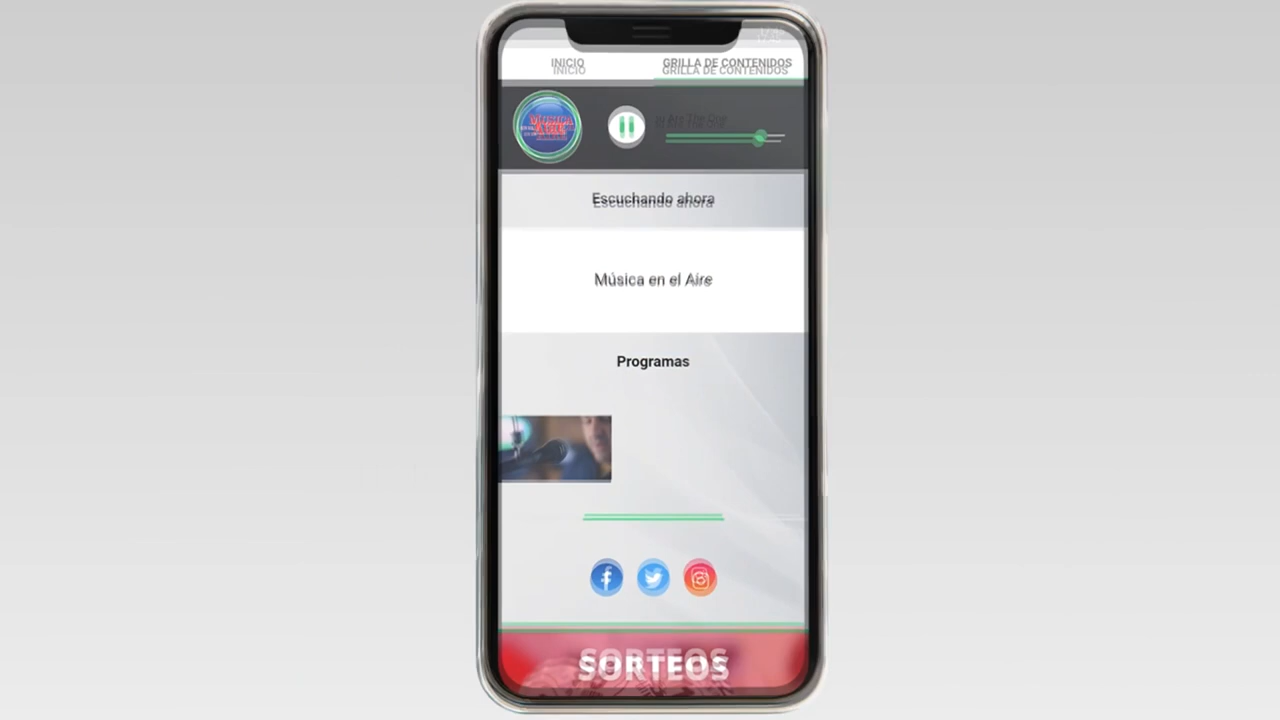 INICIO
GRILLA DE CONTENIDOS
Escuchando ahora
Música en el Aire
Programas
SORTEOS